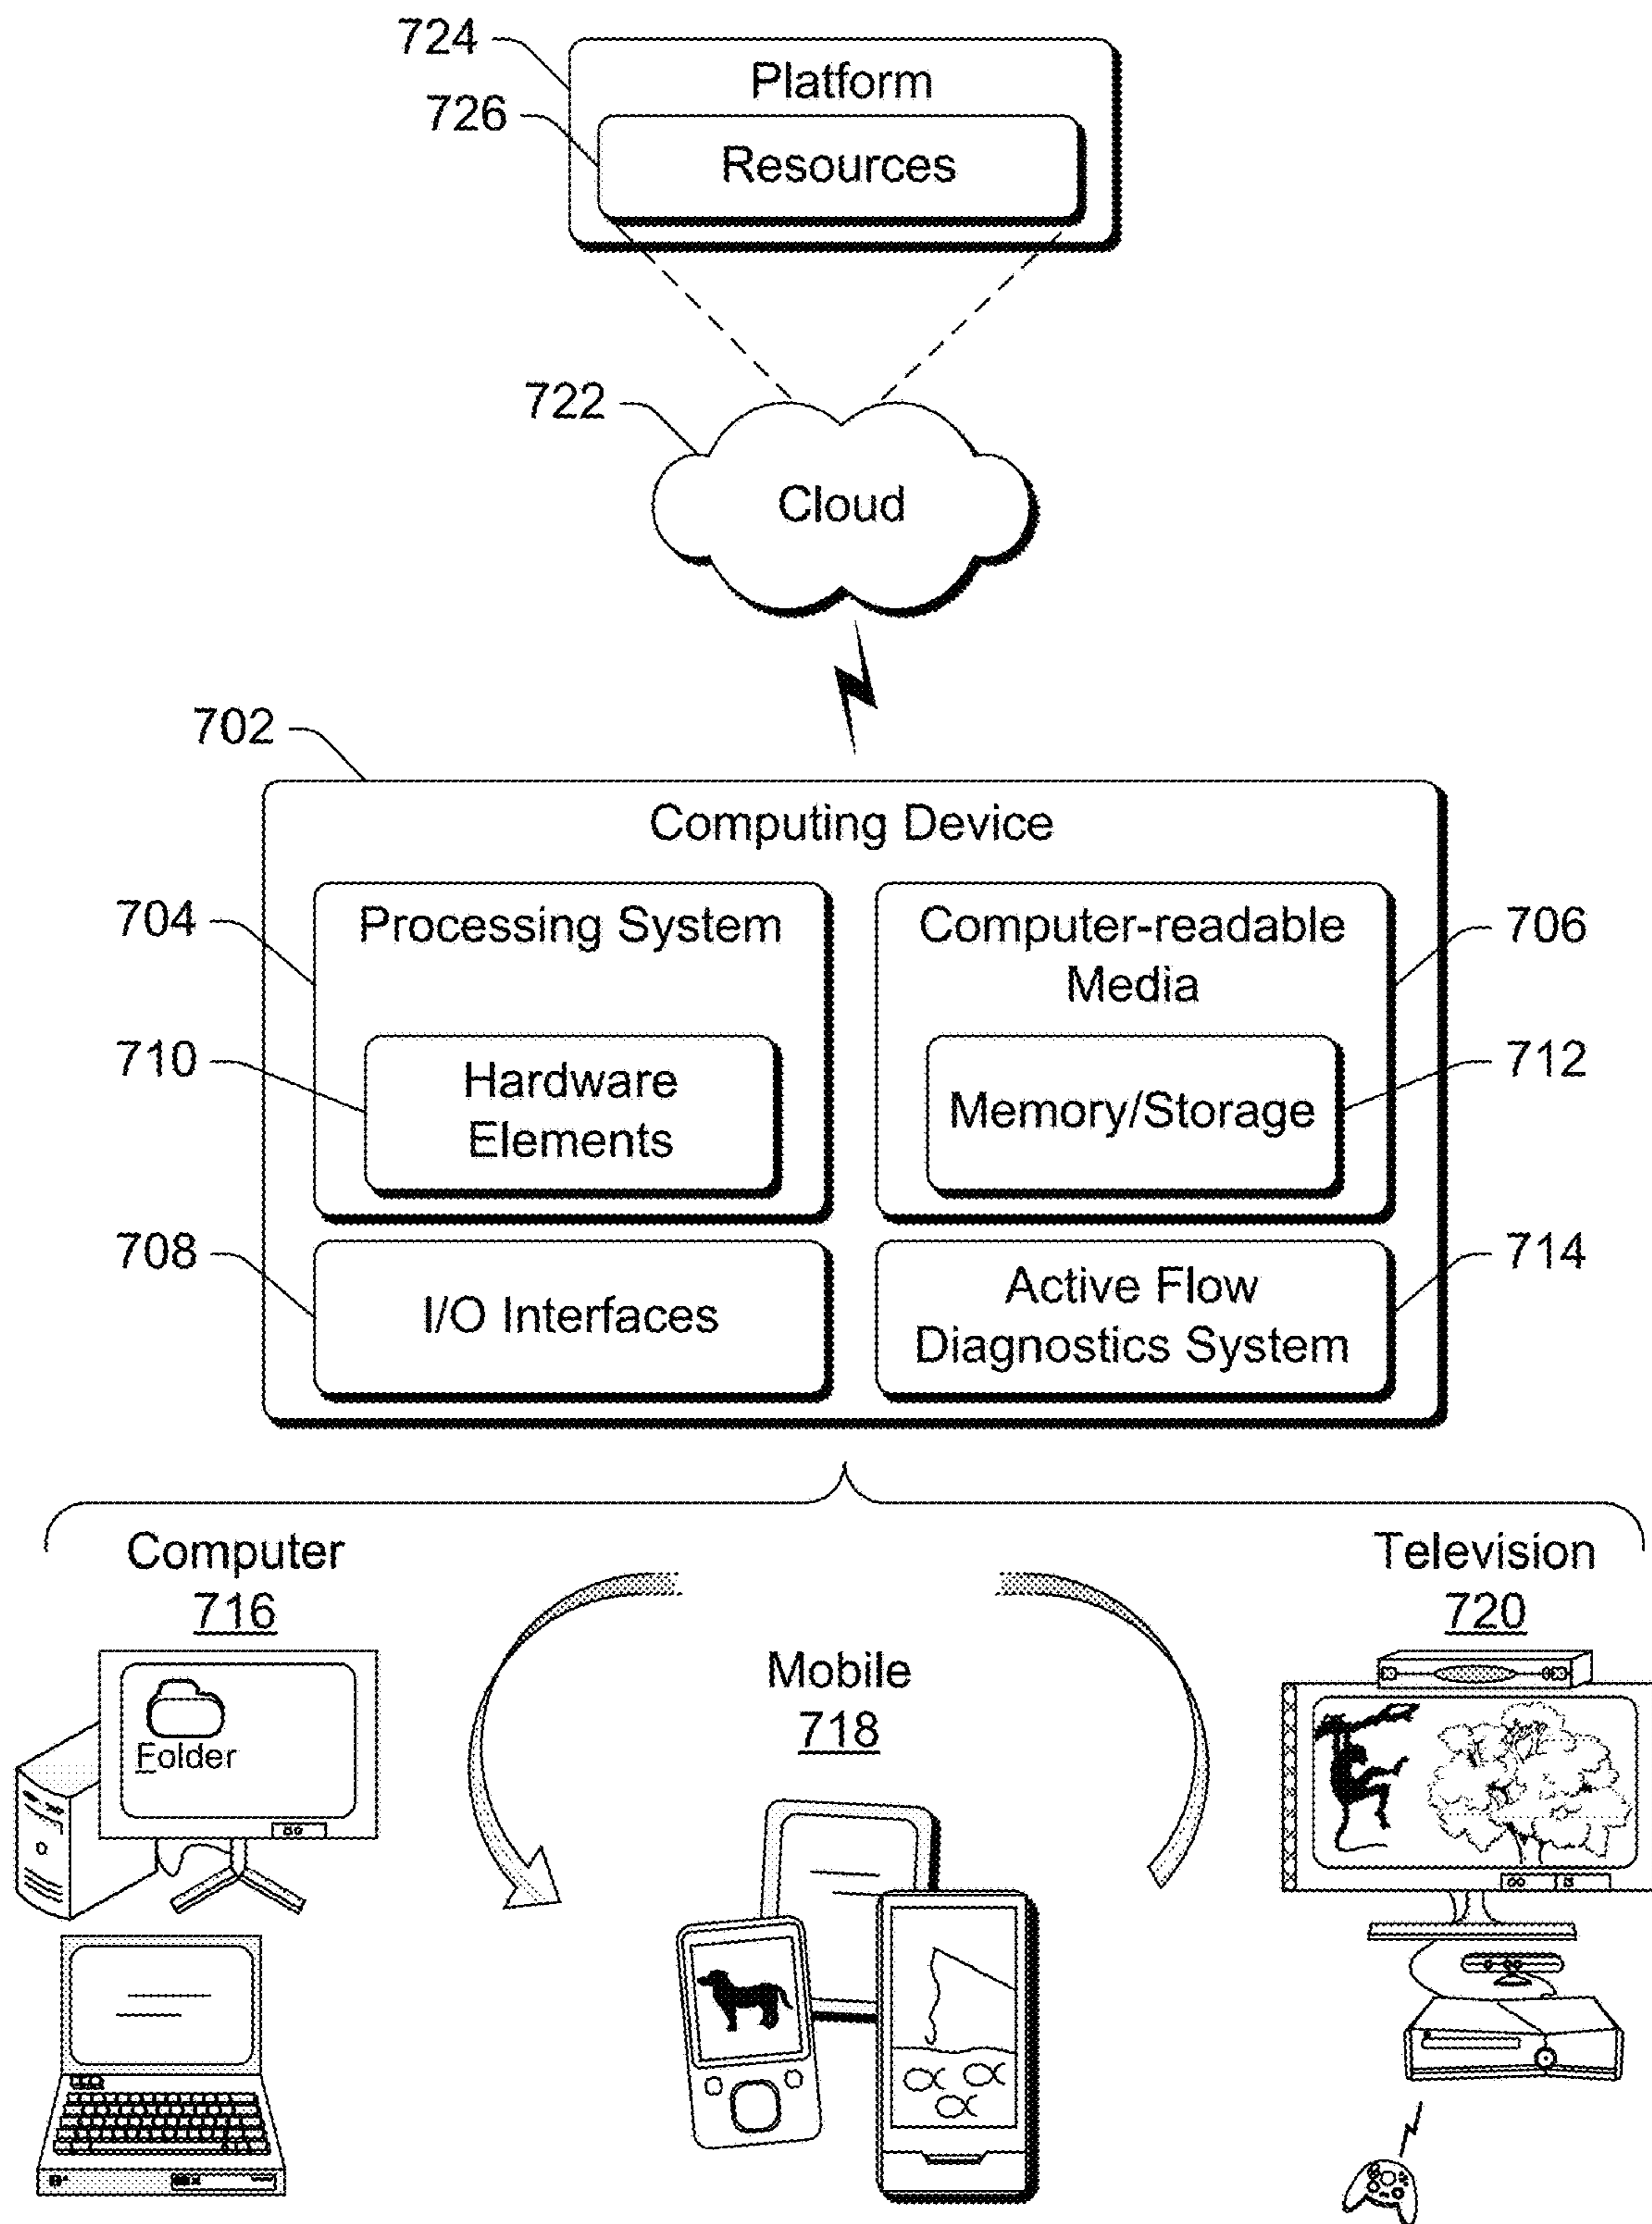 724
Platform
726
Resources
722
Cloud
702
Computing Device
704
Processing System
Computer-readable
Media
706
710
Hardware
Elements
Memory/Storage
712
708
I/O Interfaces
Active Flow
Diagnostics System
714
Computer
716
Folder
Mobile
718
Television
720